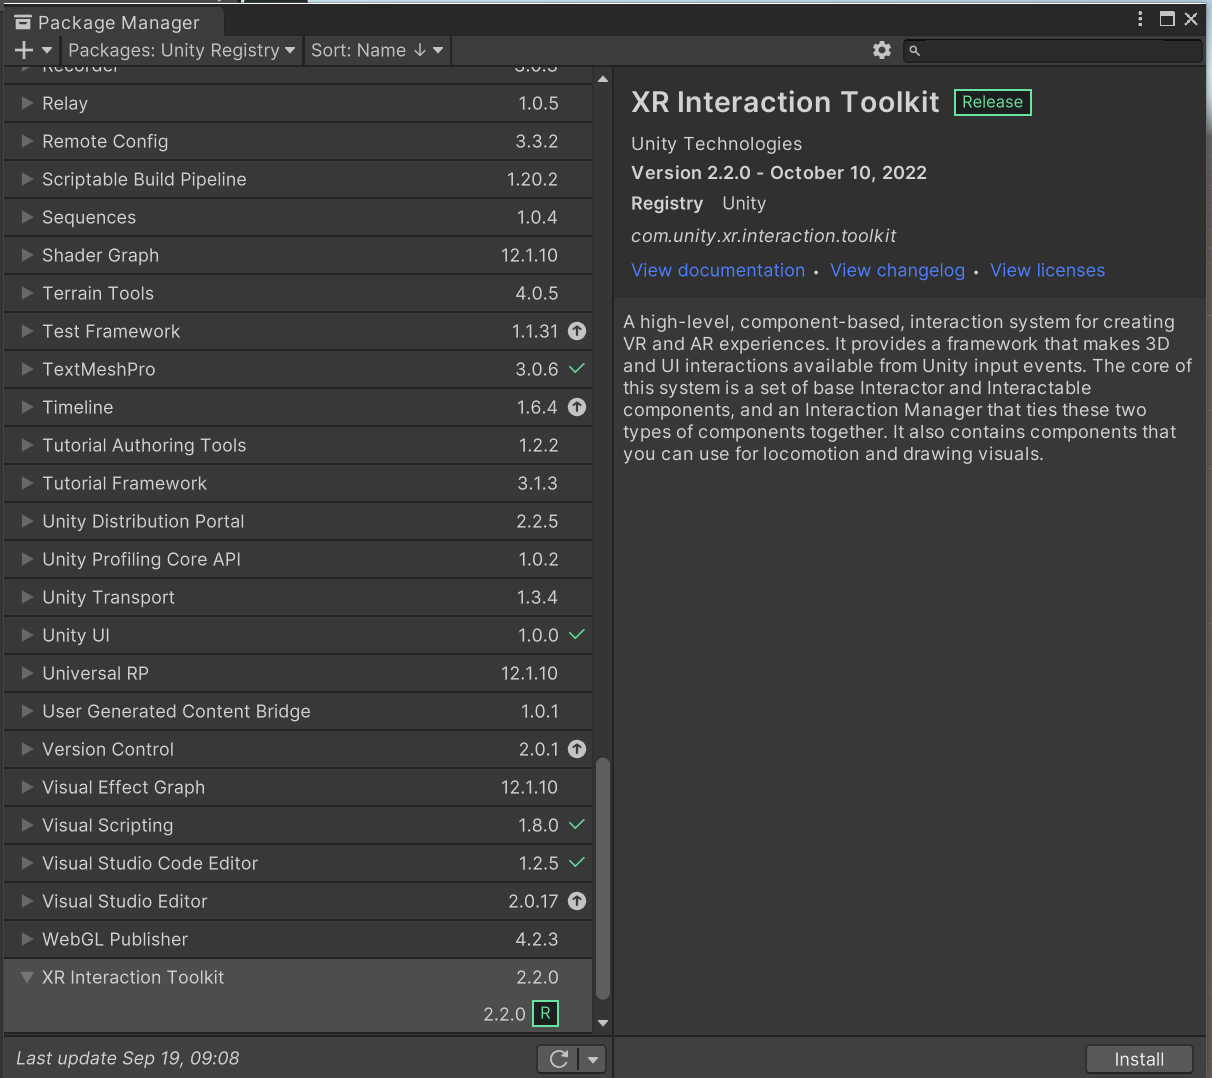 Package Manager
Packages: Unity Registry
Sort: Name ↓
Recorder 3.0.3
Relay 1.0.5
Remote Config 3.3.2
Scriptable Build Pipeline 1.20.2
Sequences 1.0.4
Shader Graph 12.1.10
Terrain Tools 4.0.5
Test Framework 1.1.31
TextMeshPro 3.0.6
Timeline 1.6.4
Tutorial Authoring Tools 1.2.2
Tutorial Framework 3.1.3
Unity Distribution Portal 2.2.5
Unity Profiling Core API 1.0.2
Unity Transport 1.3.4
Unity UI 1.0.0
Universal RP 12.1.10
User Generated Content Bridge 1.0.1
Version Control 2.0.1
Visual Effect Graph 12.1.10
Visual Scripting 1.8.0
Visual Studio Code Editor 1.2.5
Visual Studio Editor 2.0.17
WebGL Publisher 4.2.3
XR Interaction Toolkit 2.2.0
2.2.0 R
Last update Sep 19, 09:08
XR Interaction Toolkit Release
Unity Technologies
Version 2.2.0 - October 10, 2022
Registry Unity
com.unity.xr.interaction.toolkit
View documentation • View changelog • View licenses
A high-level, component-based, interaction system for creating
VR and AR experiences. It provides a framework that makes 3D
and UI interactions available from Unity input events. The core of
this system is a set of base Interactor and Interactable
components, and an Interaction Manager that ties these two
types of components together. It also contains components that
you can use for locomotion and drawing visuals.
Install